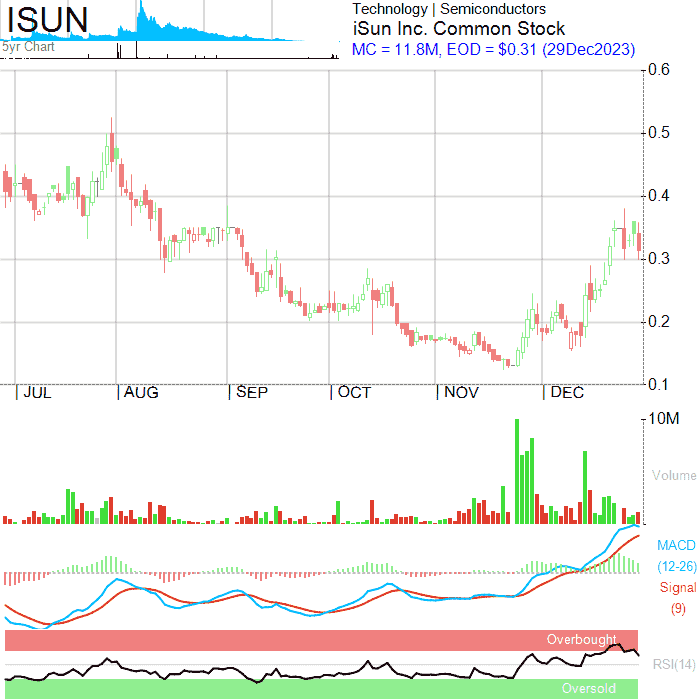 ISUN
5yr Chart
Technology | Semiconductors
iSun Inc. Common Stock
MC = 11.8M, EOD = $0.31 (29Dec2023)
0.6
0.5
0.4
0.3
0.2
0.1
JUL AUG SEP OCT NOV DEC
10M
Volume
MACD
(12-26)
Signal
(9)
Overbought
RSI(14)
Oversold